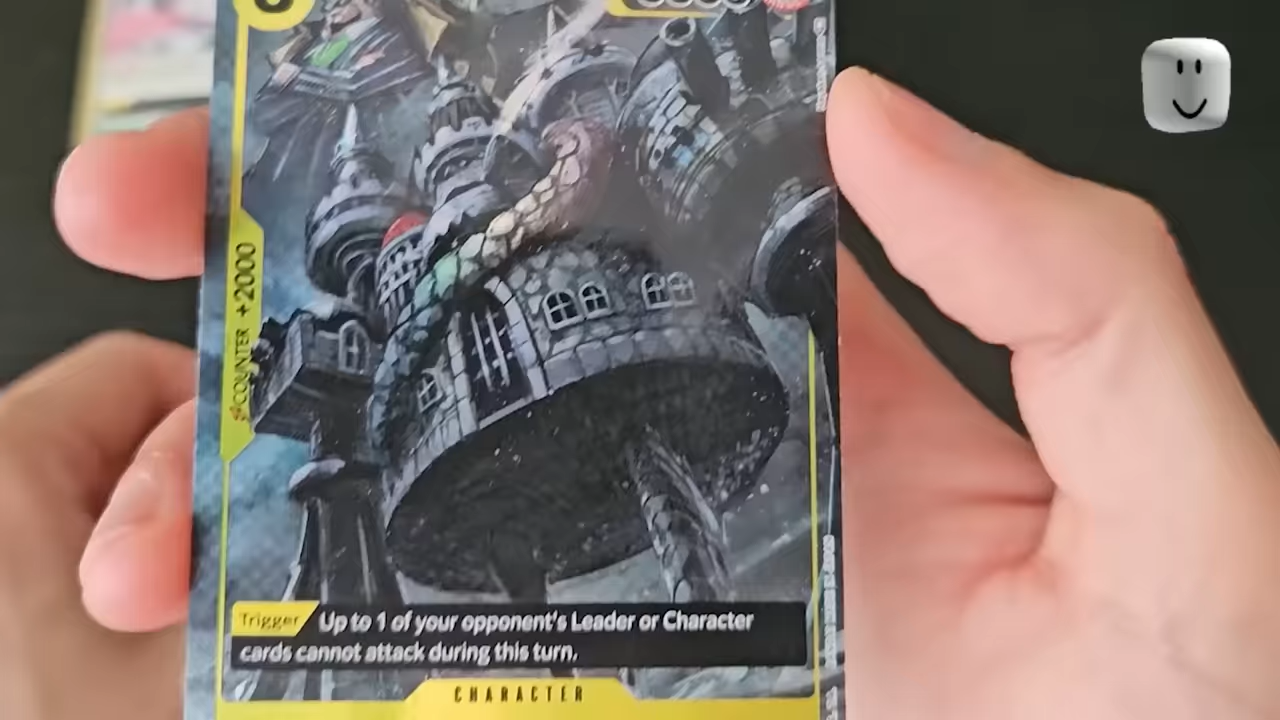 COUNTER +2000
Trigger Up to 1 of your opponent's Leader or Character
cards cannot attack during this turn.
CHARACTER